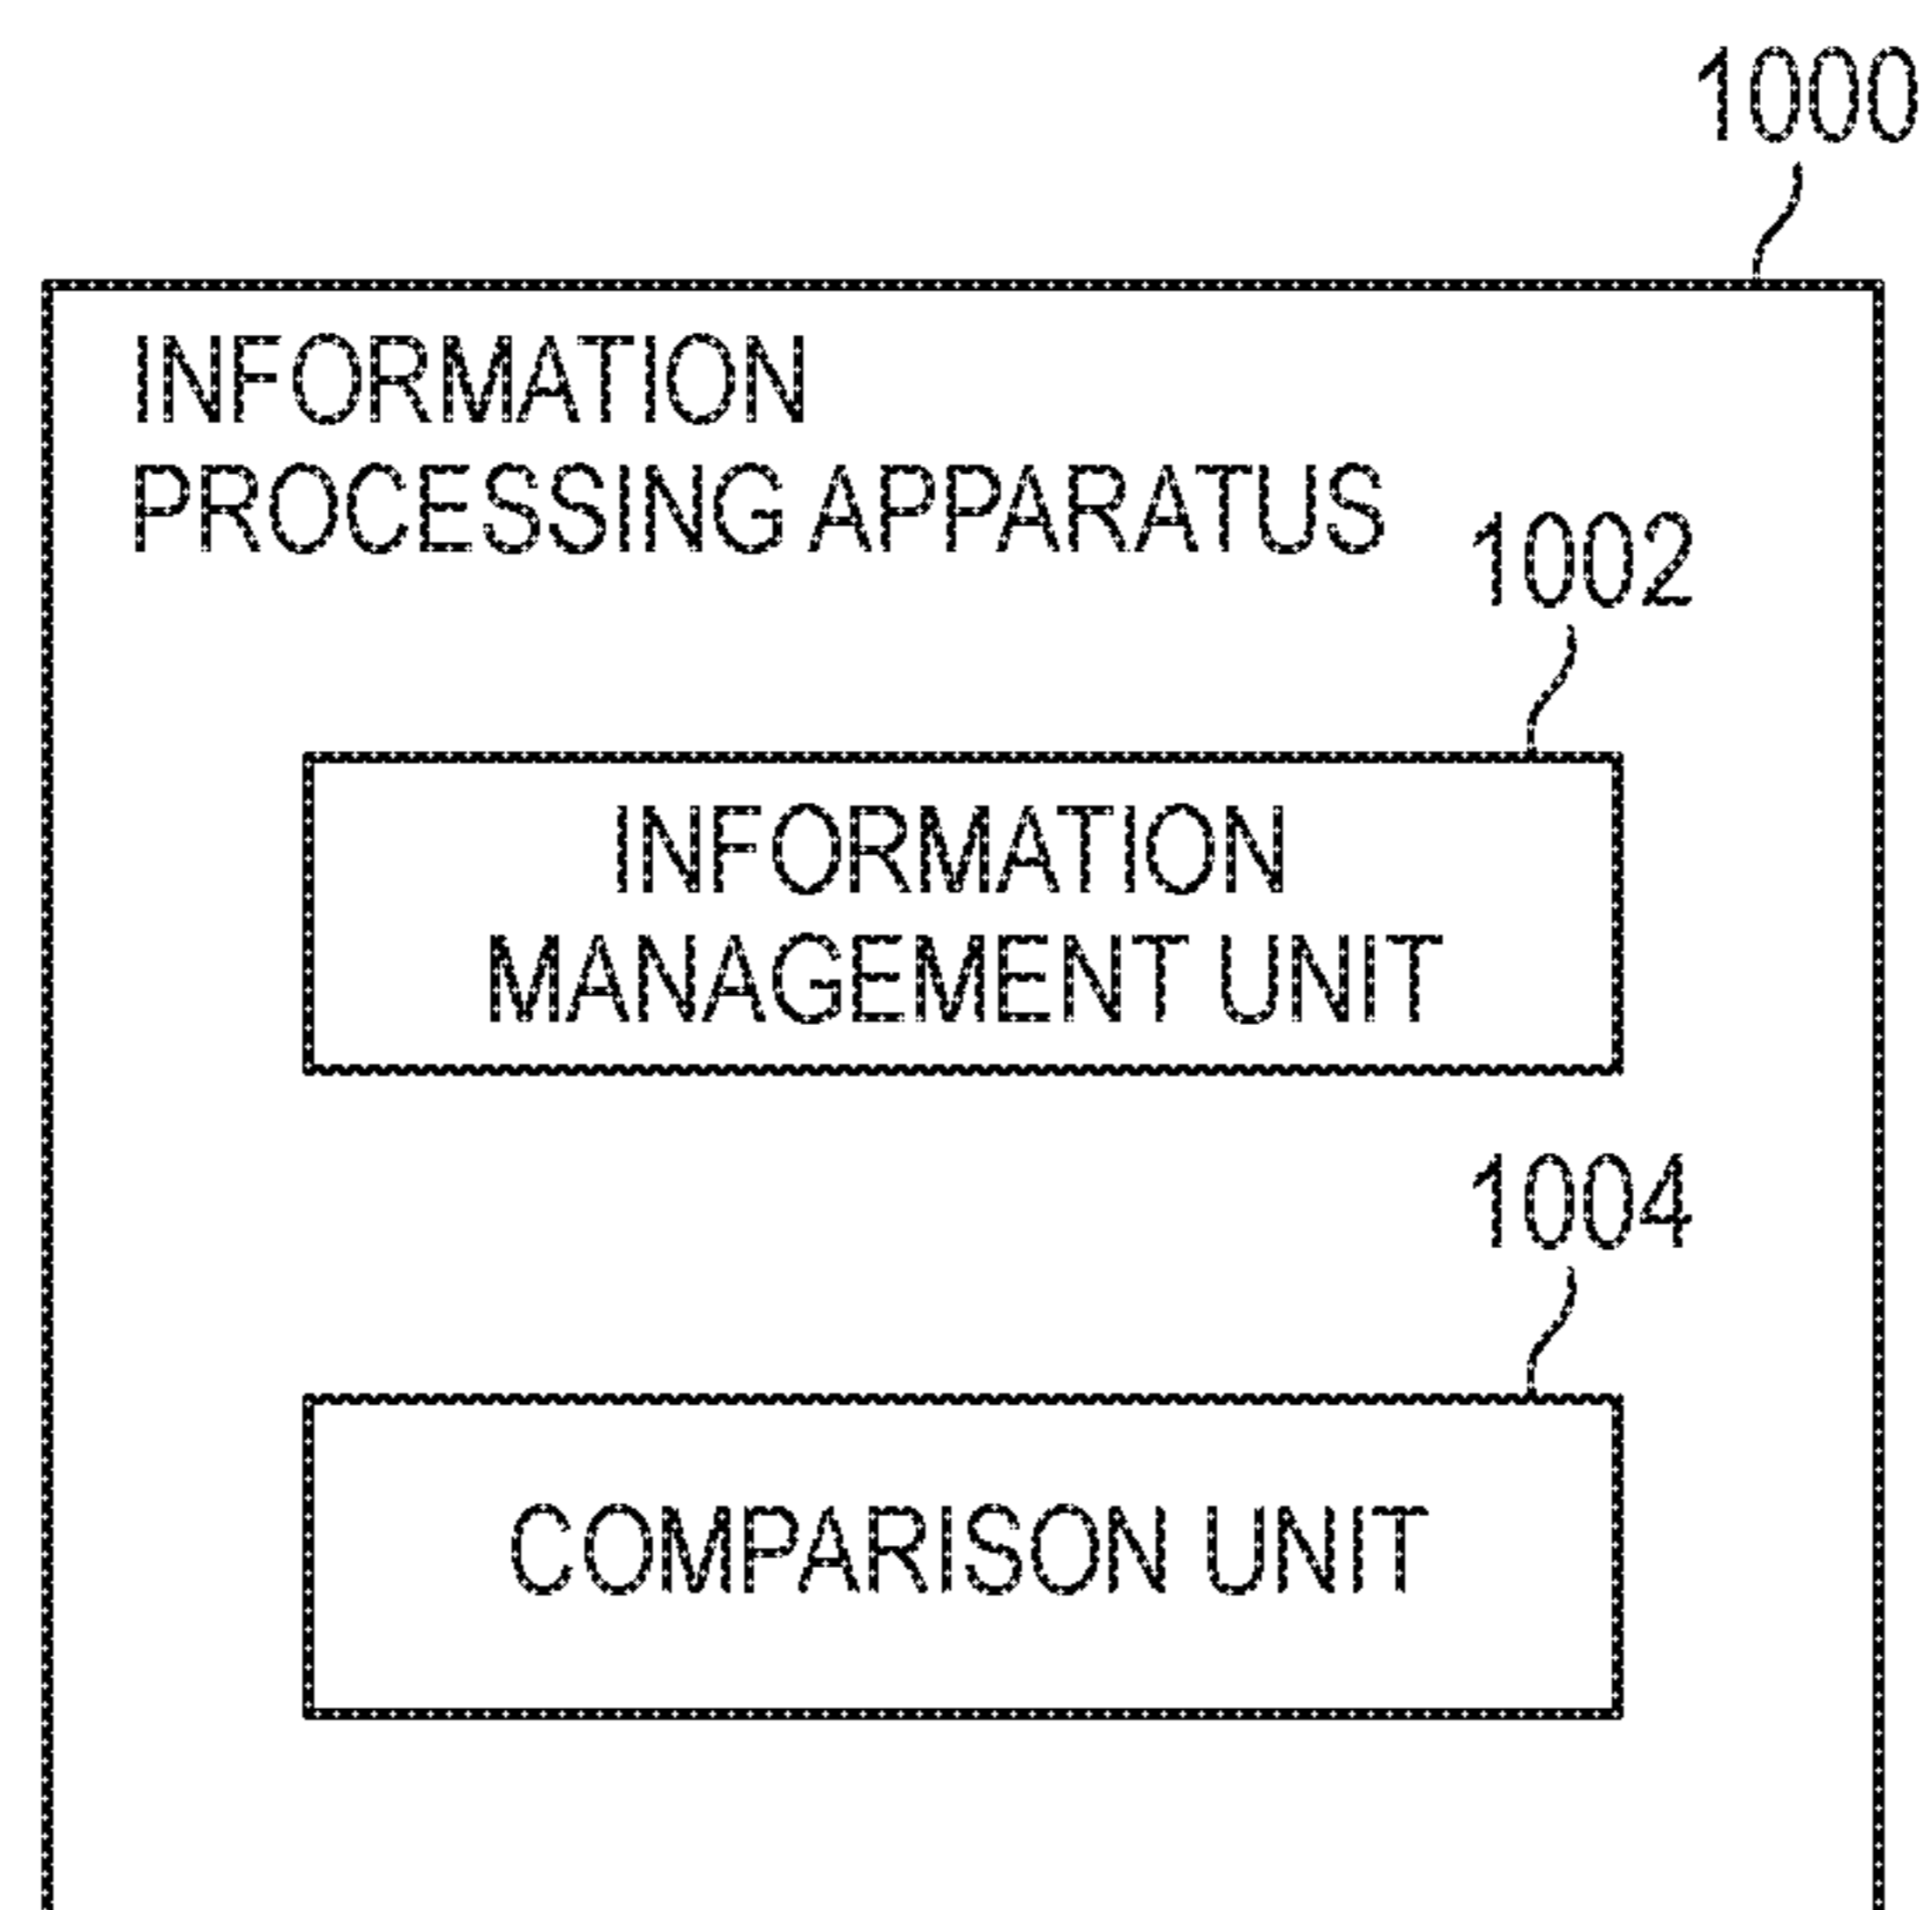 1000
INFORMATION
PROCESSING APPARATUS
1002
INFORMATION
MANAGEMENT UNIT
1004
COMPARISON UNIT